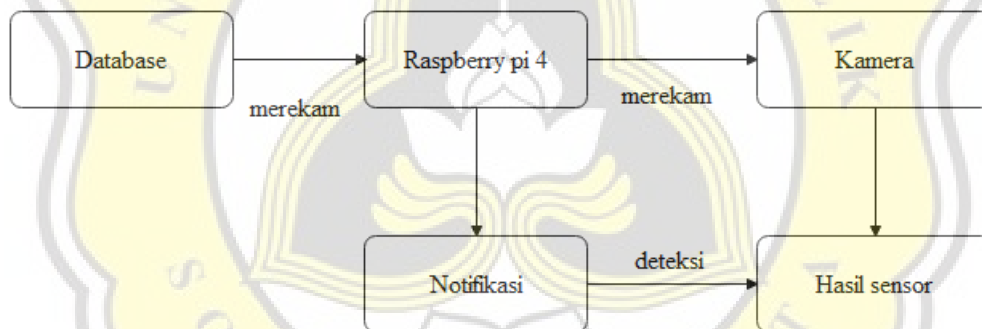 Database
Raspberry pi 4
Kamera
merekam
merekam
Notifikasi
deteksi
Hasil sensor